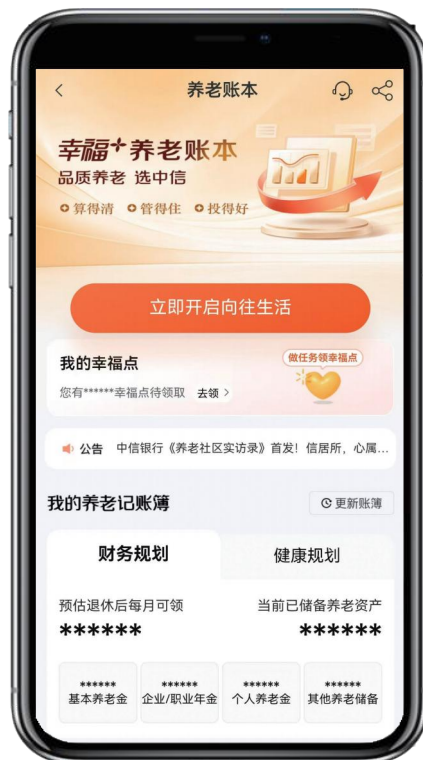 养老账本
幸福+养老账本
品质养老 选中信
算得清 管得住 投得好
立即开启向往生活
我的幸福点
做任务领幸福点
您有******幸福点待领取 去领 >
公告 中信银行《养老社区实访录》首发！信居所，心属...
我的养老记账簿
更新账簿
财务规划 健康规划
预估退休后每月可领 当前已储备养老资产
****** ******
****** ****** ****** ******
基本养老金 企业/职业年金 个人养老金 其他养老储备